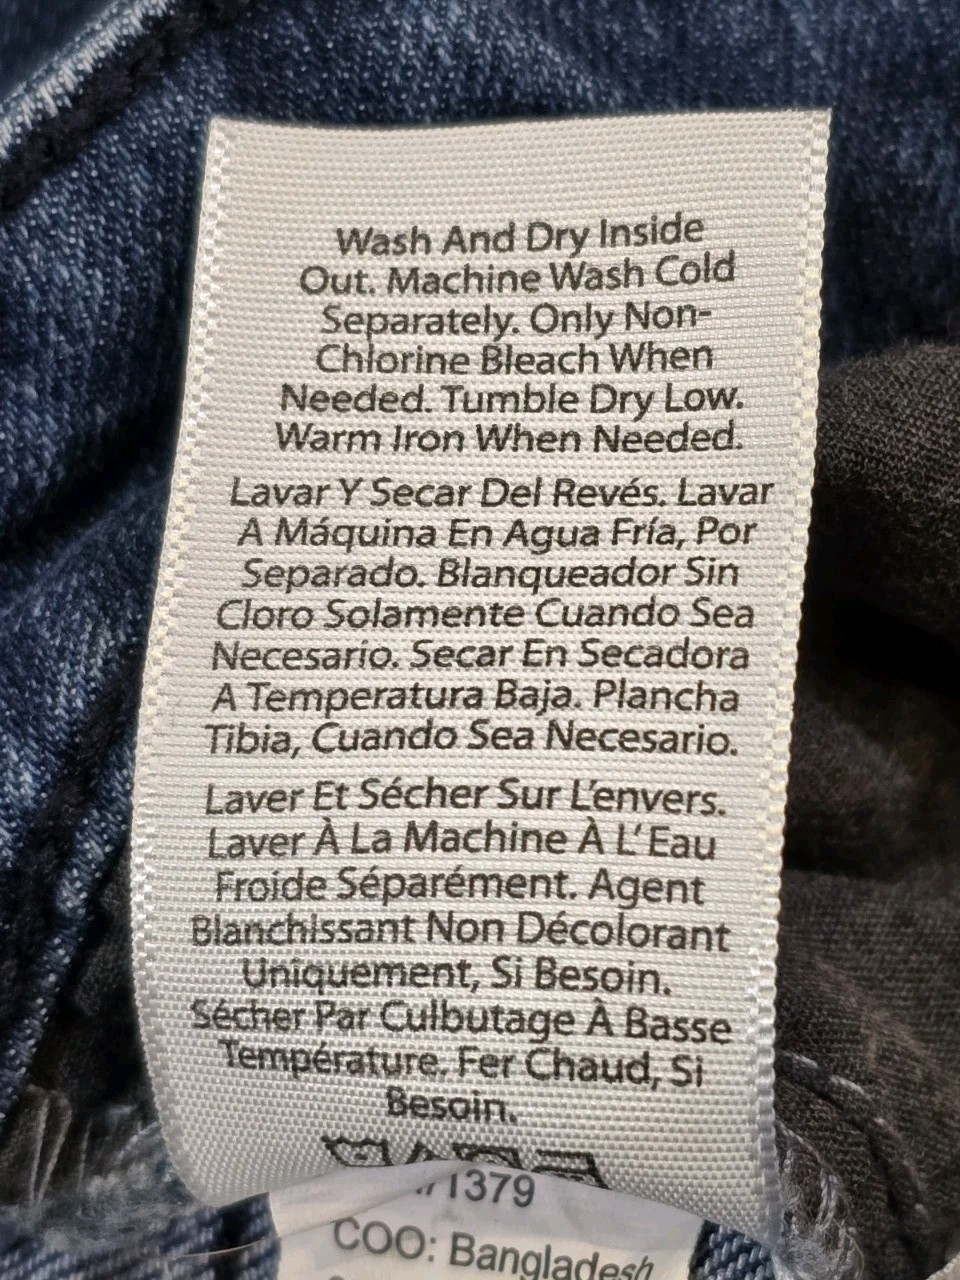 Wash And Dry Inside
Out. Machine Wash Cold
Separately. Only Non-
Chlorine Bleach When
Needed. Tumble Dry Low.
Warm Iron When Needed.
Lavar Y Secar Del Revés. Lavar
A Máquina En Agua Fría, Por
Separado. Blanqueador Sin
Cloro Solamente Cuando Sea
Necesario. Secar En Secadora
A Temperatura Baja. Plancha
Tibia, Cuando Sea Necesario.
Laver Et Sécher Sur L'envers.
Laver À La Machine À L'Eau
Froide Séparément. Agent
Blanchissant Non Décolorant
Uniquement, Si Besoin.
Sécher Par Culbutage À Basse
Température. Fer Chaud, Si
Besoin.
/1379
COO: Bangladesh